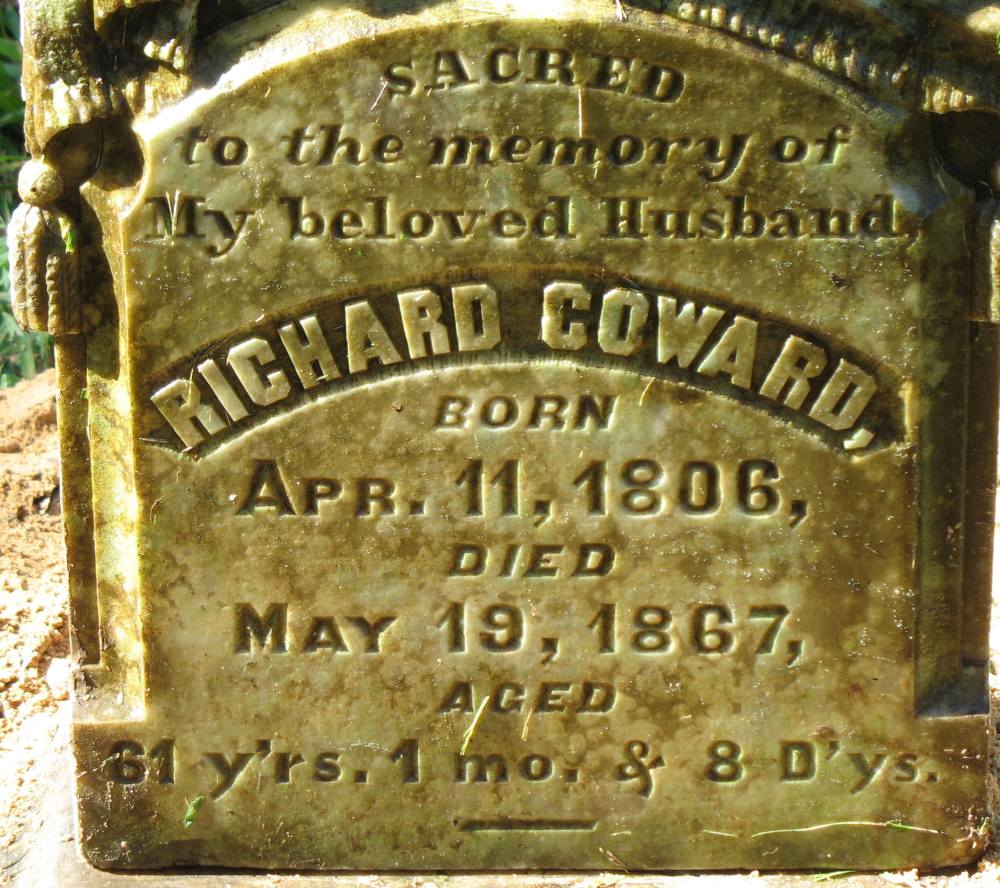 SACRED
to the memory of
My beloved Husband,
RICHARD COWARD,
BORN
APR. 11, 1806,
DIED
MAY 19, 1867,
AGED
61 y'rs. 1 mo. & 8 D'ys.